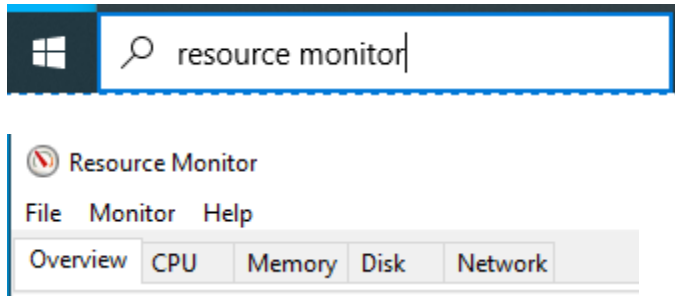 resource monitor
Resource Monitor
File Monitor Help
Overview CPU Memory Disk Network